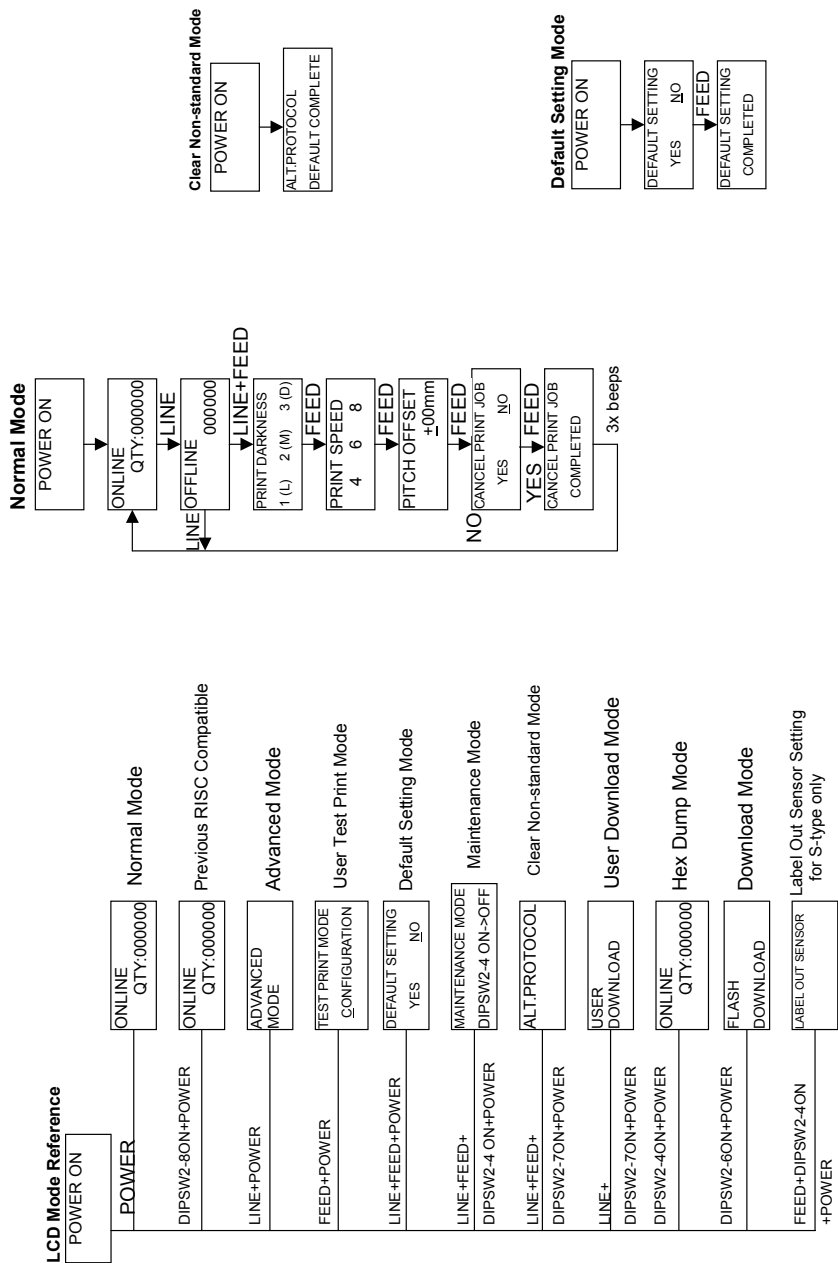 LCD Mode Reference
POWER ON
POWER
ONLINE
QTY:000000
Normal Mode
DIPSW2-8ON+POWER
ONLINE
QTY:000000
Previous RISC Compatible
LINE+POWER
ADVANCED
MODE
Advanced Mode
FEED+POWER
TEST PRINT MODE
CONFIGURATION
User Test Print Mode
LINE+FEED+POWER
DEFAULT SETTING
YES NO
Default Setting Mode
LINE+FEED+
DIPSW2-4 ON+POWER
MAINTENANCE MODE
DIPSW2-4 ON->OFF
Maintenance Mode
LINE+FEED+
DIPSW2-7ON+POWER
ALT.PROTOCOL
Clear Non-standard Mode
LINE+
DIPSW2-7ON+POWER
USER
DOWNLOAD
User Download Mode
DIPSW2-4ON+POWER
ONLINE
QTY:000000
Hex Dump Mode
DIPSW2-6ON+POWER
FLASH
DOWNLOAD
Download Mode
FEED+DIPSW2-4ON
+POWER
LABEL OUT SENSOR
Label Out Sensor Setting
for S-type only
Normal Mode
POWER ON
ONLINE
QTY:000000
LINE
LINE
OFFLINE
000000
LINE+FEED
PRINT DARKNESS
1 (L) 2 (M) 3 (D)
FEED
PRINT SPEED
4 6 8
FEED
PITCH OFFSET
+00mm
FEED
NO
CANCEL PRINT JOB
YES NO
YES FEED
CANCEL PRINT JOB
COMPLETED
3x beeps
Clear Non-standard Mode
POWER ON
ALT.PROTOCOL
DEFAULT COMPLETE
Default Setting Mode
POWER ON
DEFAULT SETTING
YES NO
FEED
DEFAULT SETTING
COMPLETED